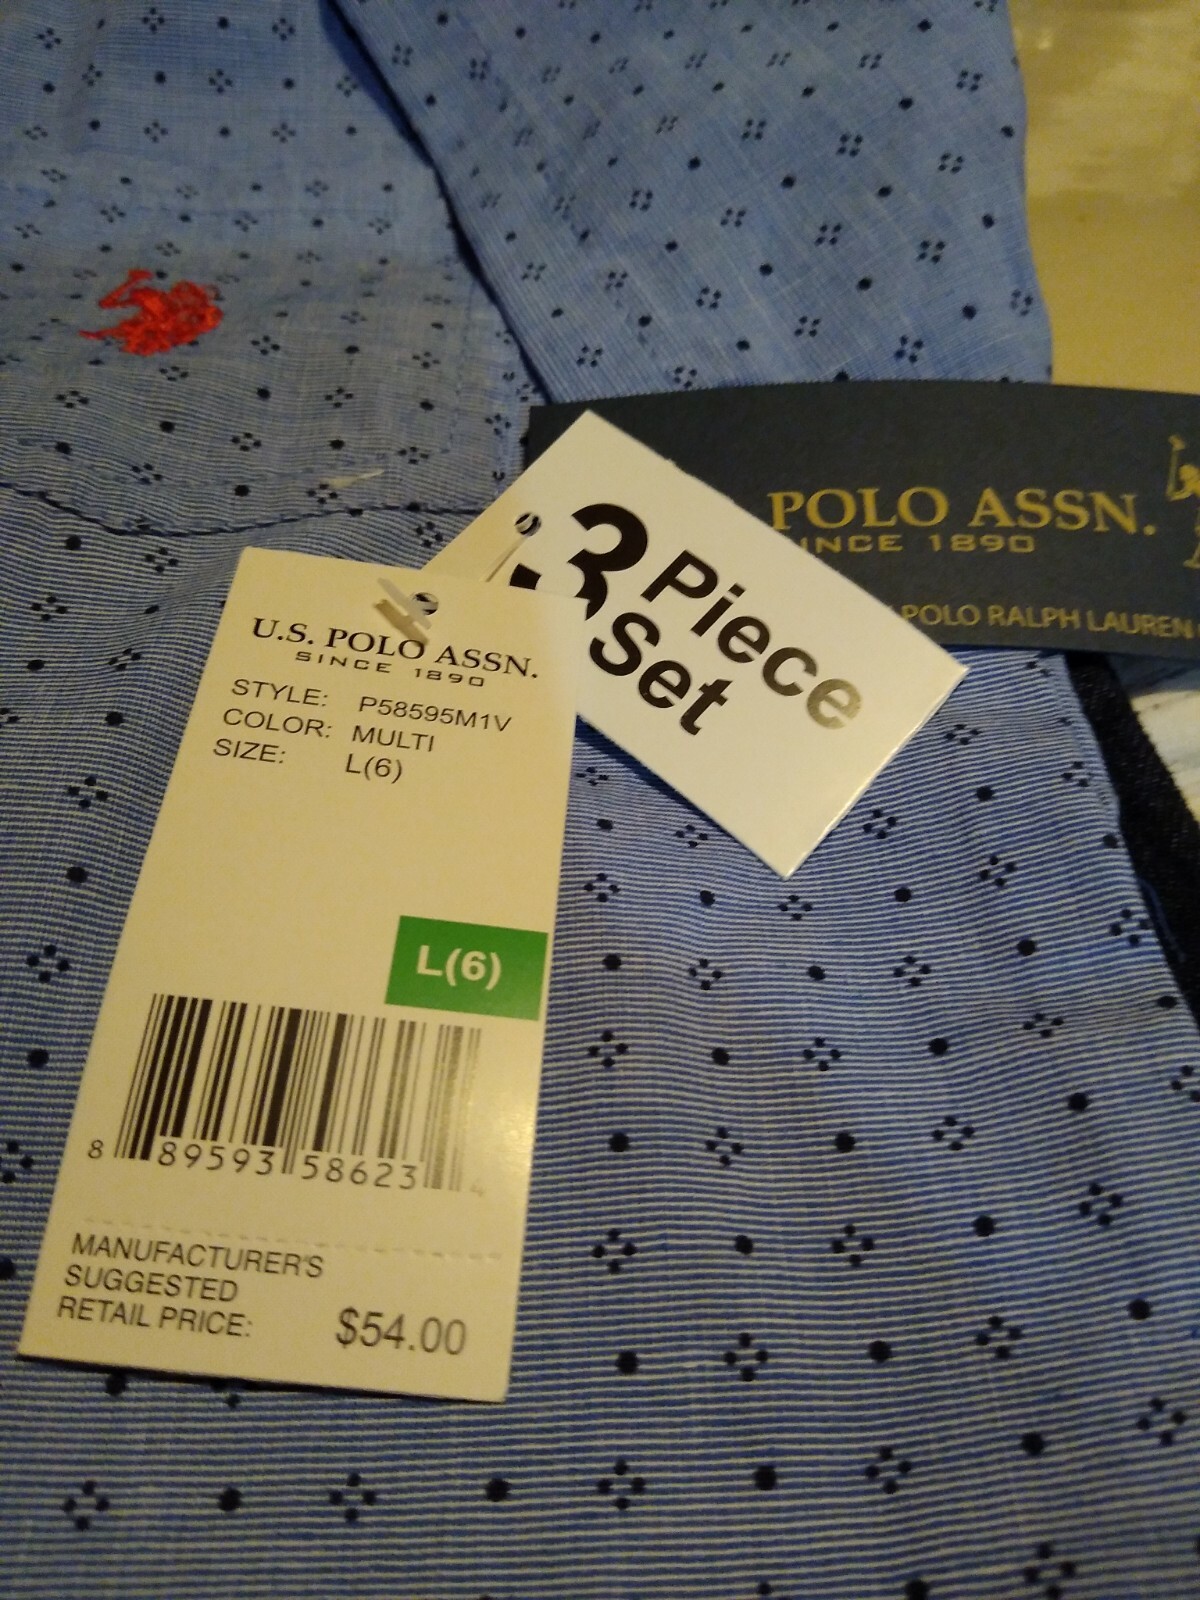 POLO ASSN.
SINCE 1890
POLO RALPH LAUREN
3 Piece
Set
U.S. POLO ASSN.
SINCE 1890
STYLE: P58595M1V
COLOR: MULTI
SIZE: L(6)
L(6)
8 89593 58623 4
MANUFACTURER'S
SUGGESTED
RETAIL PRICE: $54.00